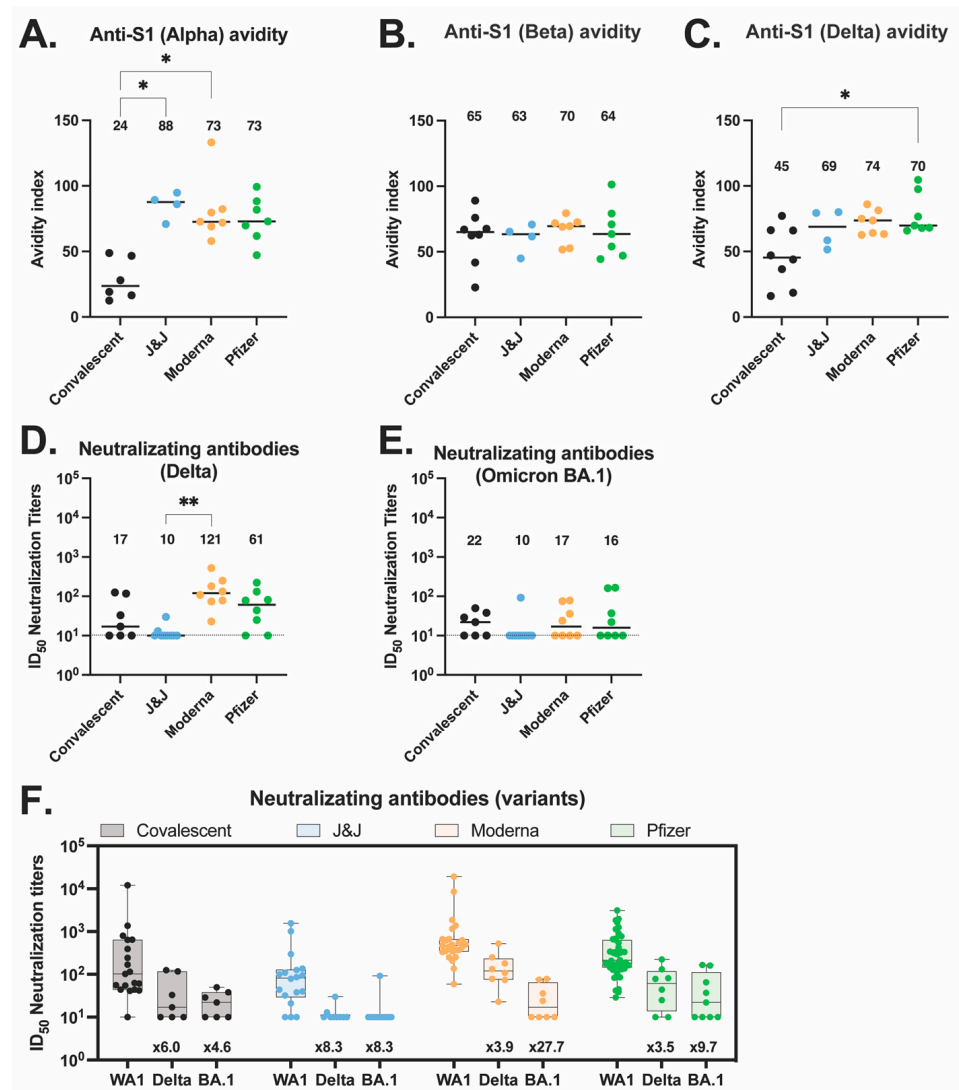 A.
Anti-S1 (Alpha) avidity
*
*
150
100
50
0
Avidity index
24 88 73 73
Convalescent
J&J
Moderna
Pfizer
B.
Anti-S1 (Beta) avidity
150
100
50
0
Avidity index
65 63 70 64
Convalescent
J&J
Moderna
Pfizer
C.
Anti-S1 (Delta) avidity
*
150
100
50
0
Avidity index
45 69 74 70
Convalescent
J&J
Moderna
Pfizer
D.
Neutralizating antibodies
(Delta)
**
10⁵
10⁴
10³
10²
10¹
10⁰
ID₅₀ Neutralization Titers
17 10 121 61
Convalescent
J&J
Moderna
Pfizer
E.
Neutralizating antibodies
(Omicron BA.1)
10⁵
10⁴
10³
10²
10¹
10⁰
ID₅₀ Neutralization Titers
22 10 17 16
Convalescent
J&J
Moderna
Pfizer
F.
Neutralizating antibodies (variants)
Covalescent J&J Moderna Pfizer
10⁵
10⁴
10³
10²
10¹
10⁰
ID₅₀ Neutralization titers
x6.0 x4.6 x8.3 x8.3 x3.9 x27.7 x3.5 x9.7
WA1 Delta BA.1 WA1 Delta BA.1 WA1 Delta BA.1 WA1 Delta BA.1